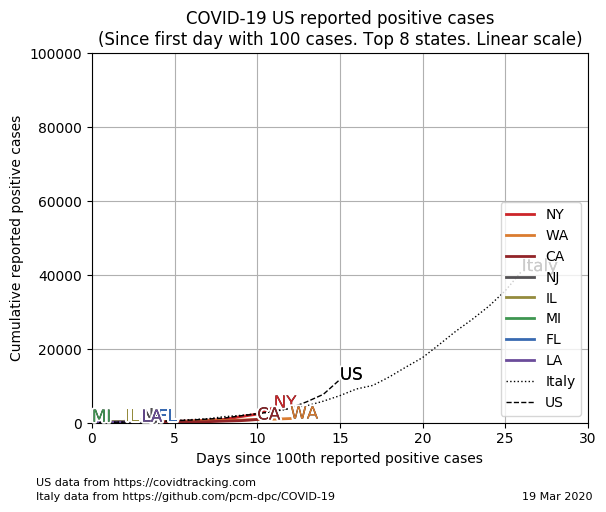 COVID-19 US reported positive cases
(Since first day with 100 cases. Top 8 states. Linear scale)
Cumulative reported positive cases
100000
80000
60000
40000
20000
0
0 5 10 15 20 25 30
Days since 100th reported positive cases
MI
IL
LA
FL
CA
NY
WA
US
Italy
NY
WA
CA
NJ
IL
MI
FL
LA
Italy
US
US data from https://covidtracking.com
Italy data from https://github.com/pcm-dpc/COVID-19
19 Mar 2020